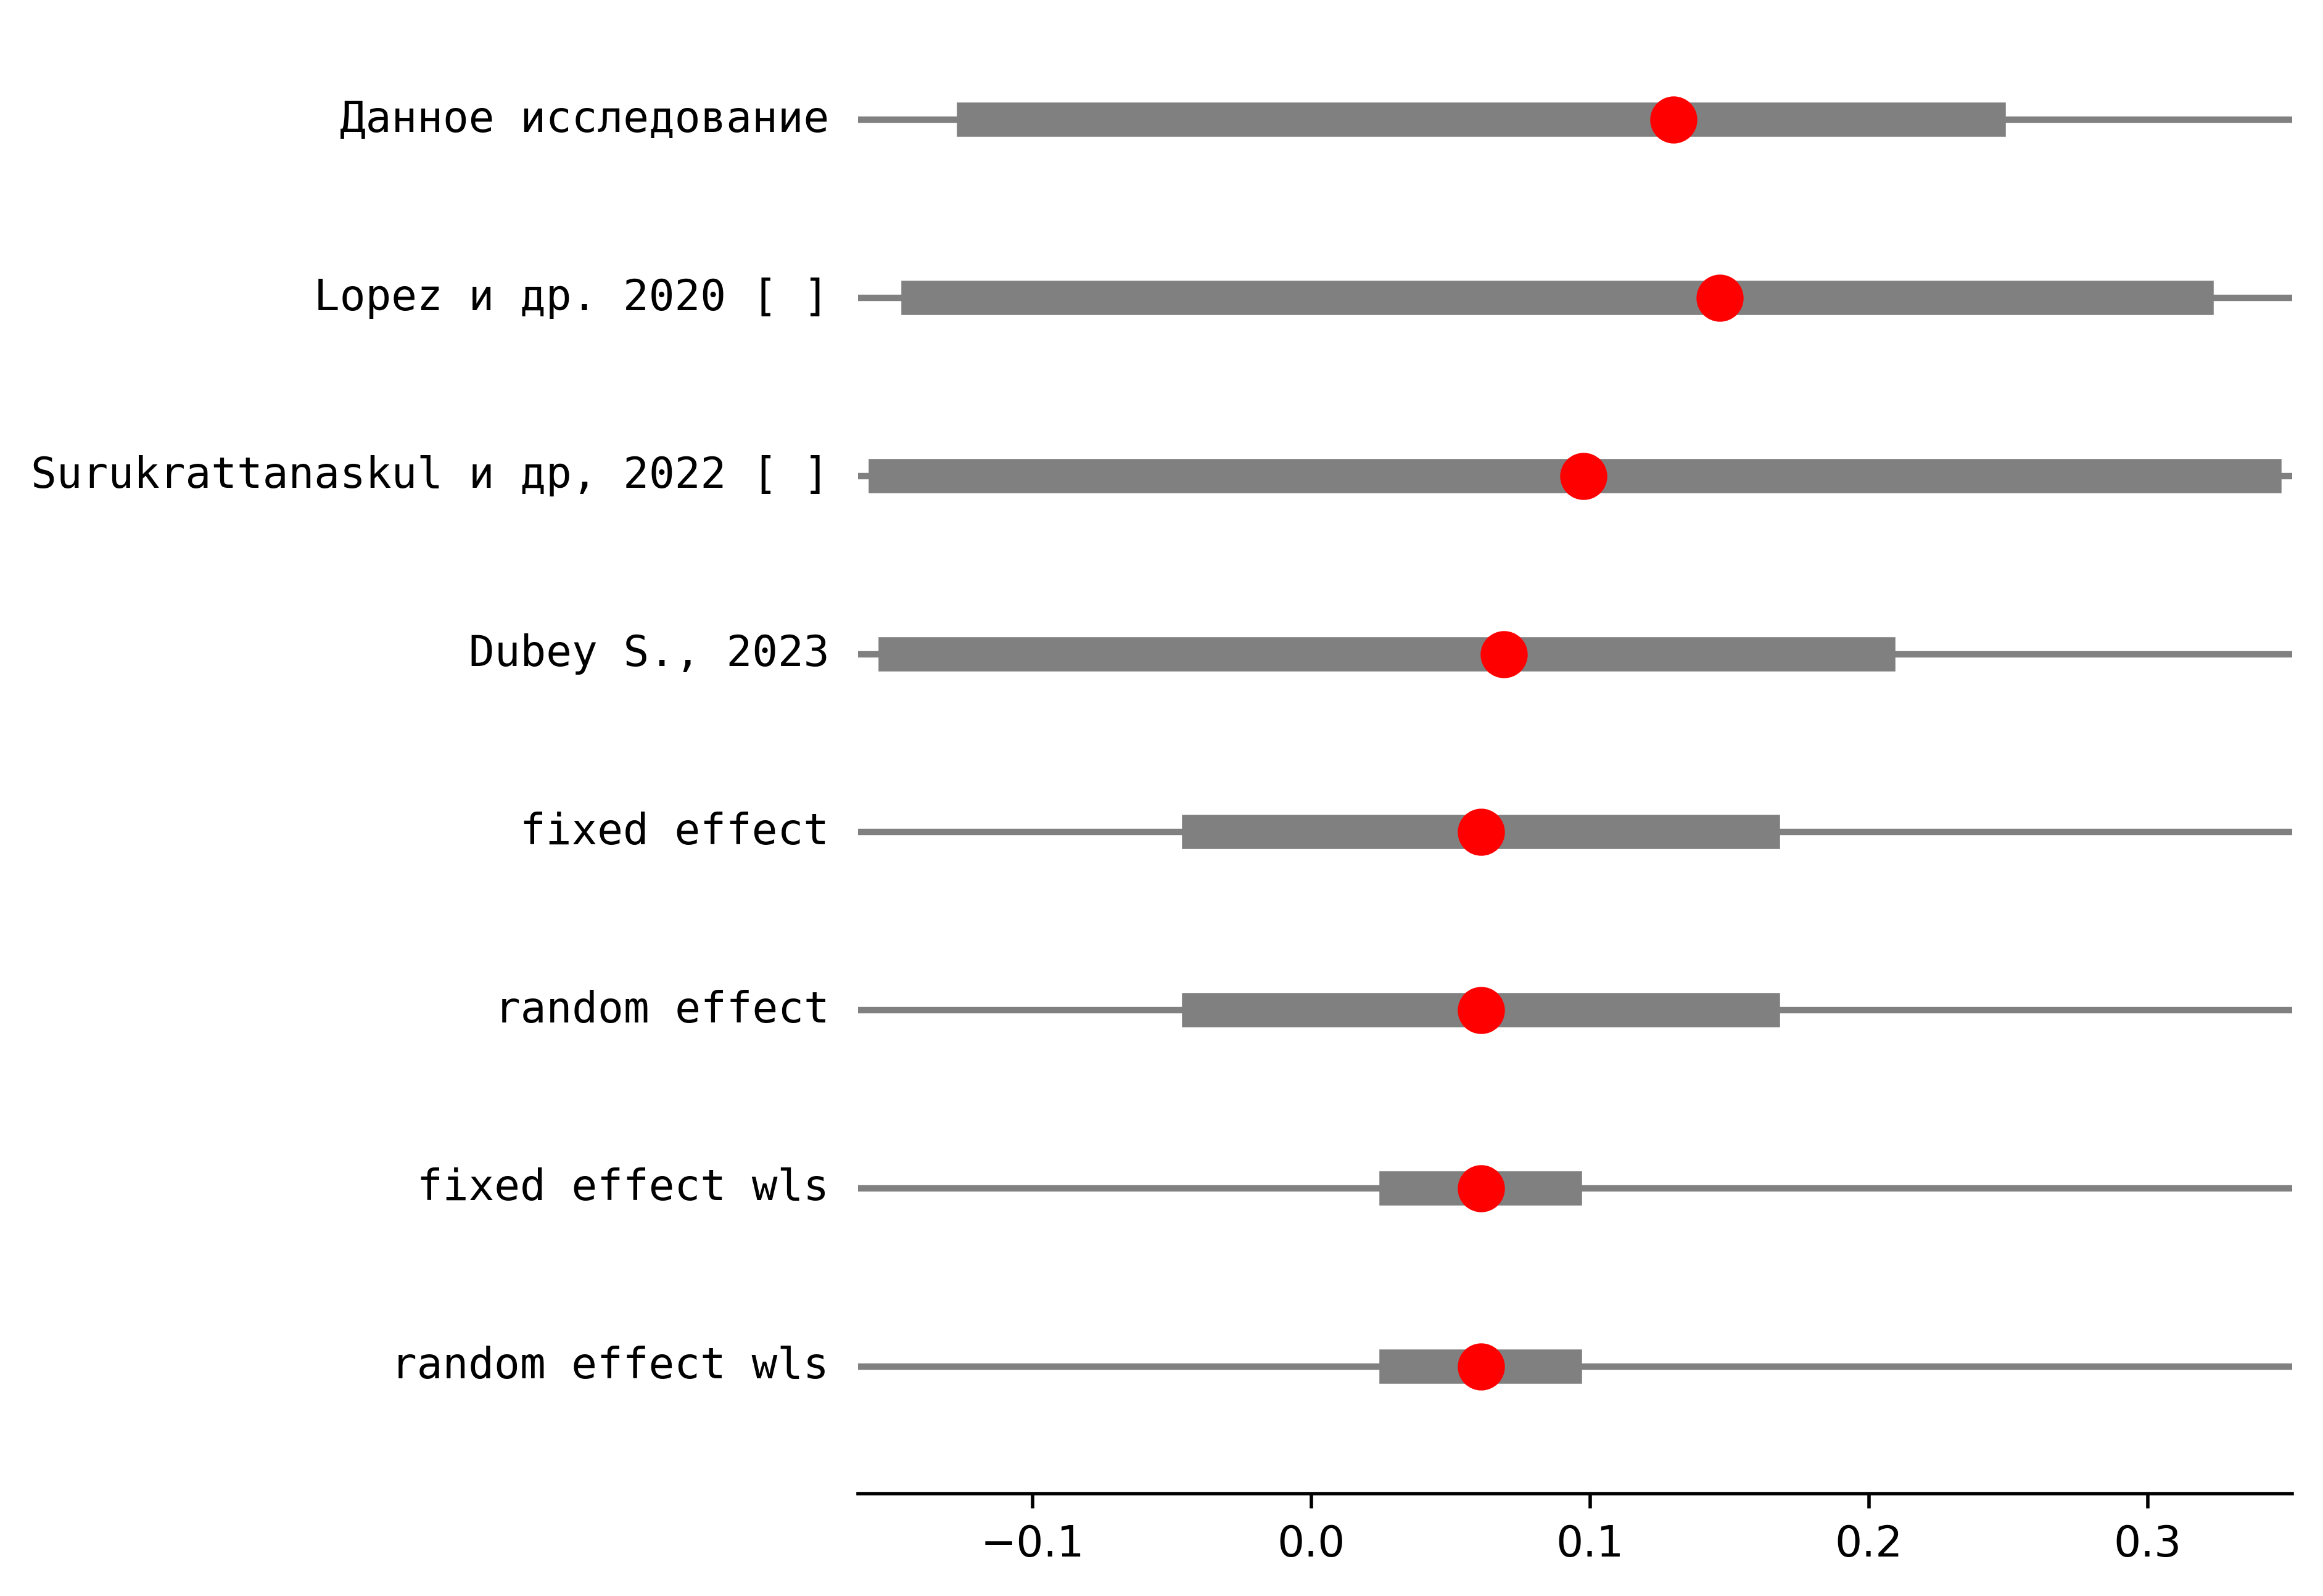 Данное исследование
Lopez и др. 2020 [ ]
Surukrattanaskul и др, 2022 [ ]
Dubey S., 2023
fixed effect
random effect
fixed effect wls
random effect wls
−0.1 0.0 0.1 0.2 0.3